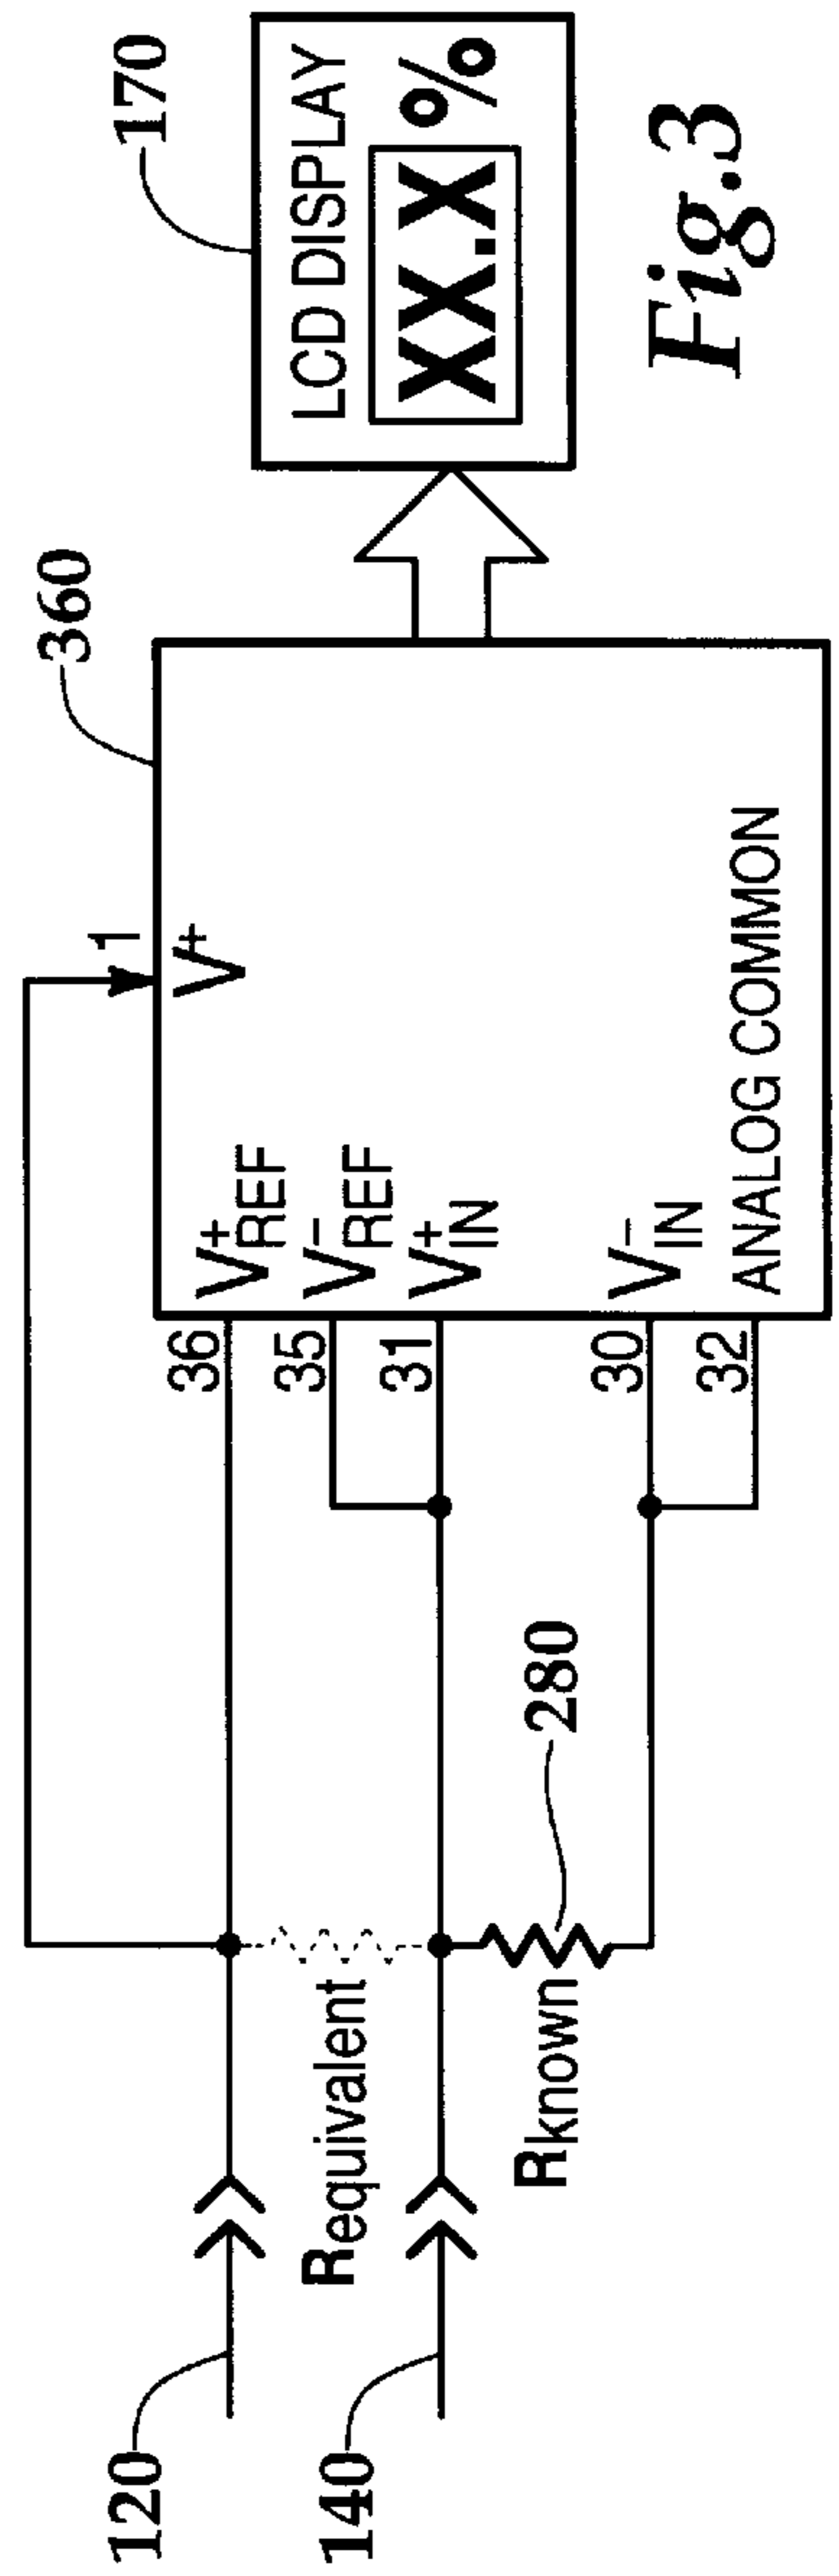 170
LCD DISPLAY
XX.X %
360
1
V+
36
V+REF
35
V-REF
31
V+IN
30
V-IN
32
ANALOG COMMON
120
Requivalent
140
Rknown
280
Fig.3